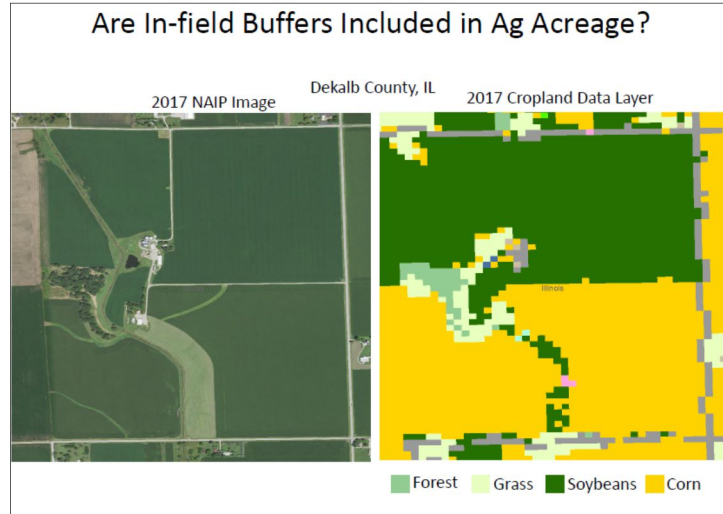 Are In-field Buffers Included in Ag Acreage?
Dekalb County, IL
2017 NAIP Image
2017 Cropland Data Layer
Illinois
Forest
Grass
Soybeans
Corn